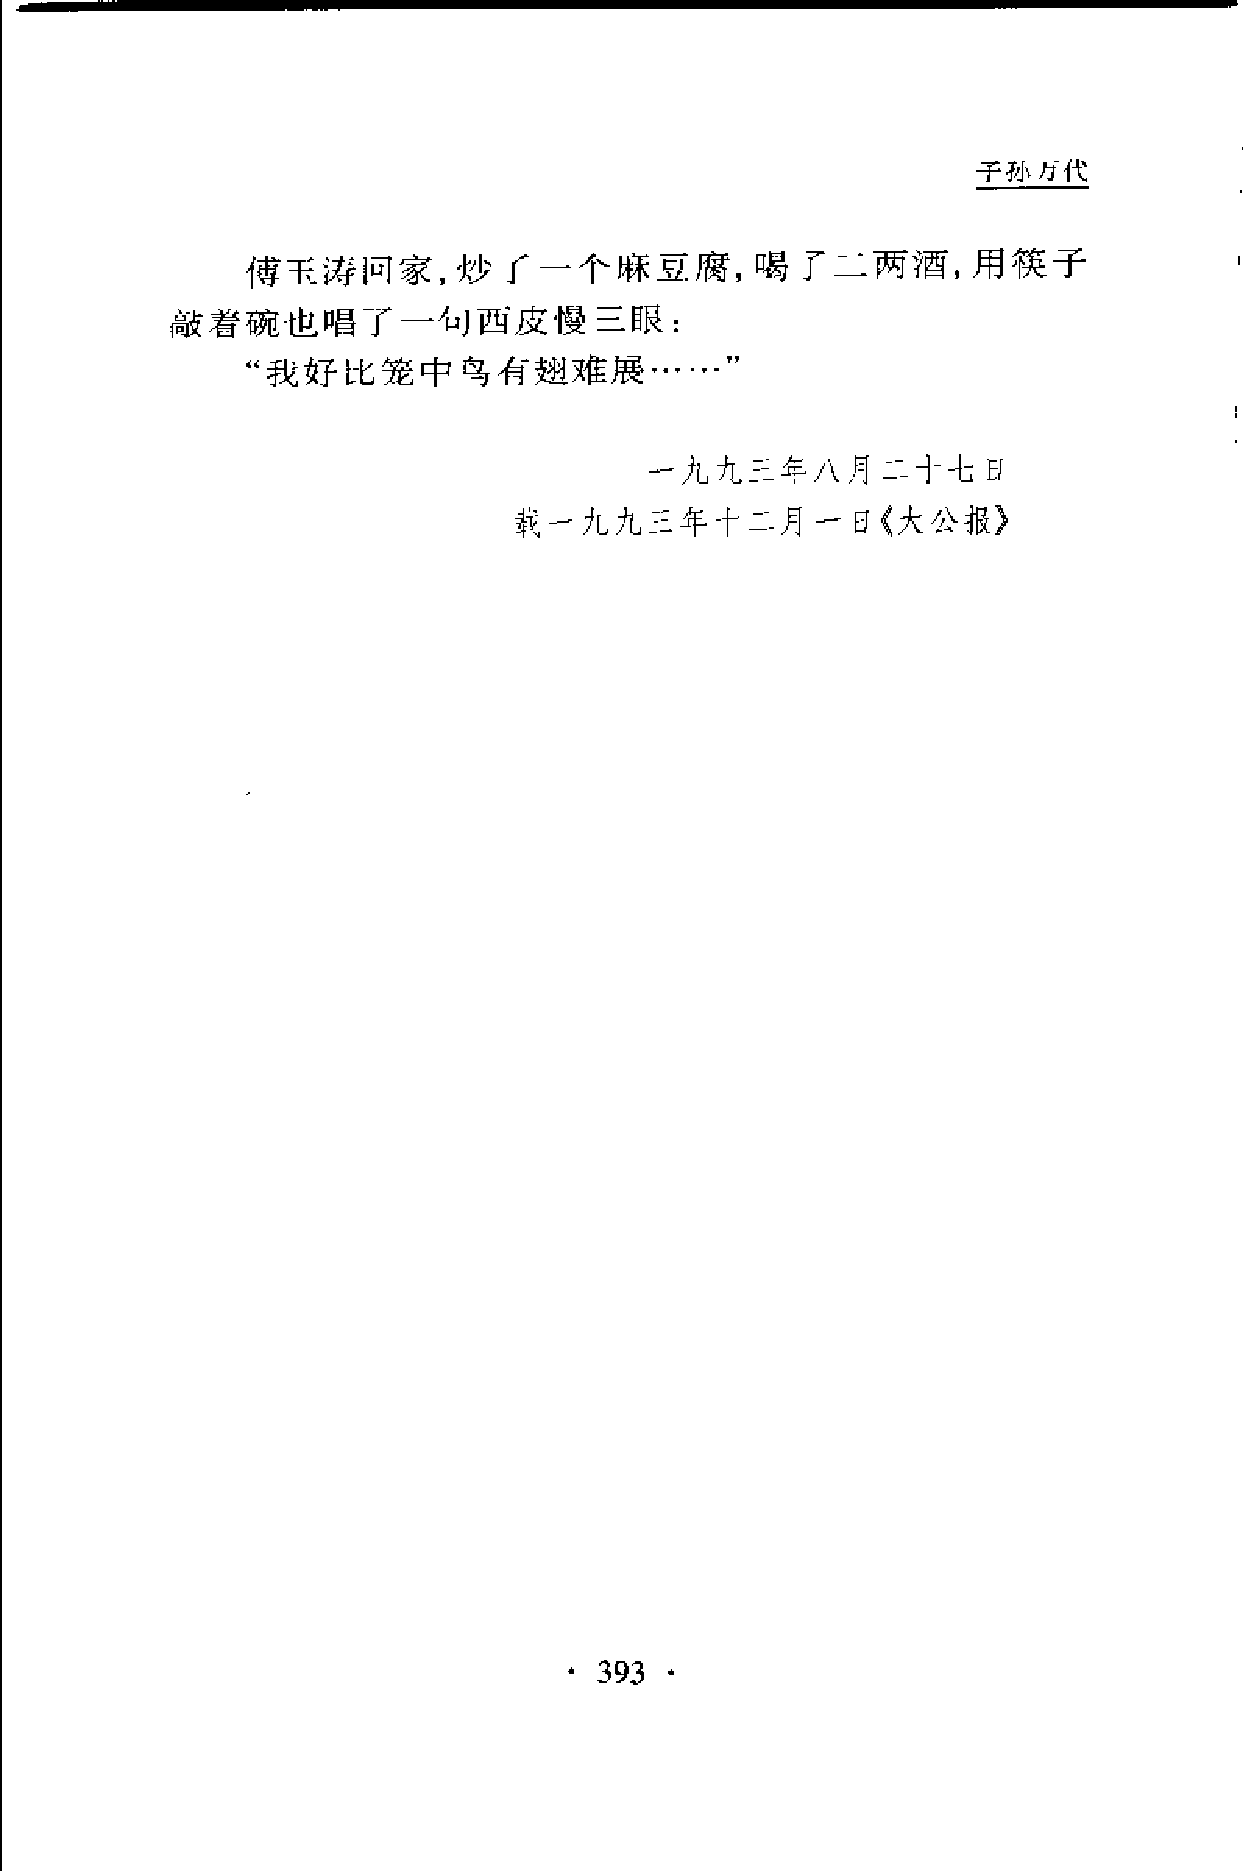 子孙万代
傅玉涛回家,炒了一个麻豆腐,喝了二两酒,用筷子
敲着碗也唱了一句西皮慢三眼:
“我好比笼中鸟有翅难展……”
一九九三年八月二十七日
载一九九三年十二月一日《大公报》
· 393 ·